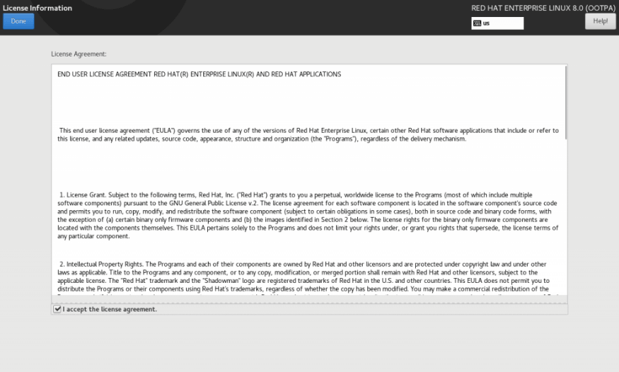 License Information
RED HAT ENTERPRISE LINUX 8.0 (OOTPA)
Done
us
Help!
License Agreement:
END USER LICENSE AGREEMENT RED HAT(R) ENTERPRISE LINUX(R) AND RED HAT APPLICATIONS
This end user license agreement ("EULA") governs the use of any of the versions of Red Hat Enterprise Linux, certain other Red Hat software applications that include or refer to
this license, and any related updates, source code, appearance, structure and organization (the "Programs"), regardless of the delivery mechanism.
1. License Grant. Subject to the following terms, Red Hat, Inc. ("Red Hat") grants to you a perpetual, worldwide license to the Programs (most of which include multiple
software components) pursuant to the GNU General Public License v.2. The license agreement for each software component is located in the software component's source code
and permits you to run, copy, modify, and redistribute the software component (subject to certain obligations in some cases), both in source code and binary code forms, with
the exception of (a) certain binary only firmware components and (b) the images identified in Section 2 below. The license rights for the binary only firmware components are
located with the components themselves. This EULA pertains solely to the Programs and does not limit your rights under, or grant you rights that supersede, the license terms of
any particular component.
2. Intellectual Property Rights. The Programs and each of their components are owned by Red Hat and other licensors and are protected under copyright law and under other
laws as applicable. Title to the Programs and any component, or to any copy, modification, or merged portion shall remain with Red Hat and other licensors, subject to the
applicable license. The "Red Hat" trademark and the "Shadowman" logo are registered trademarks of Red Hat in the U.S. and other countries. This EULA does not permit you to
distribute the Programs or their components using Red Hat's trademarks, regardless of whether the copy has been modified. You may make a commercial redistribution of the
I accept the license agreement.